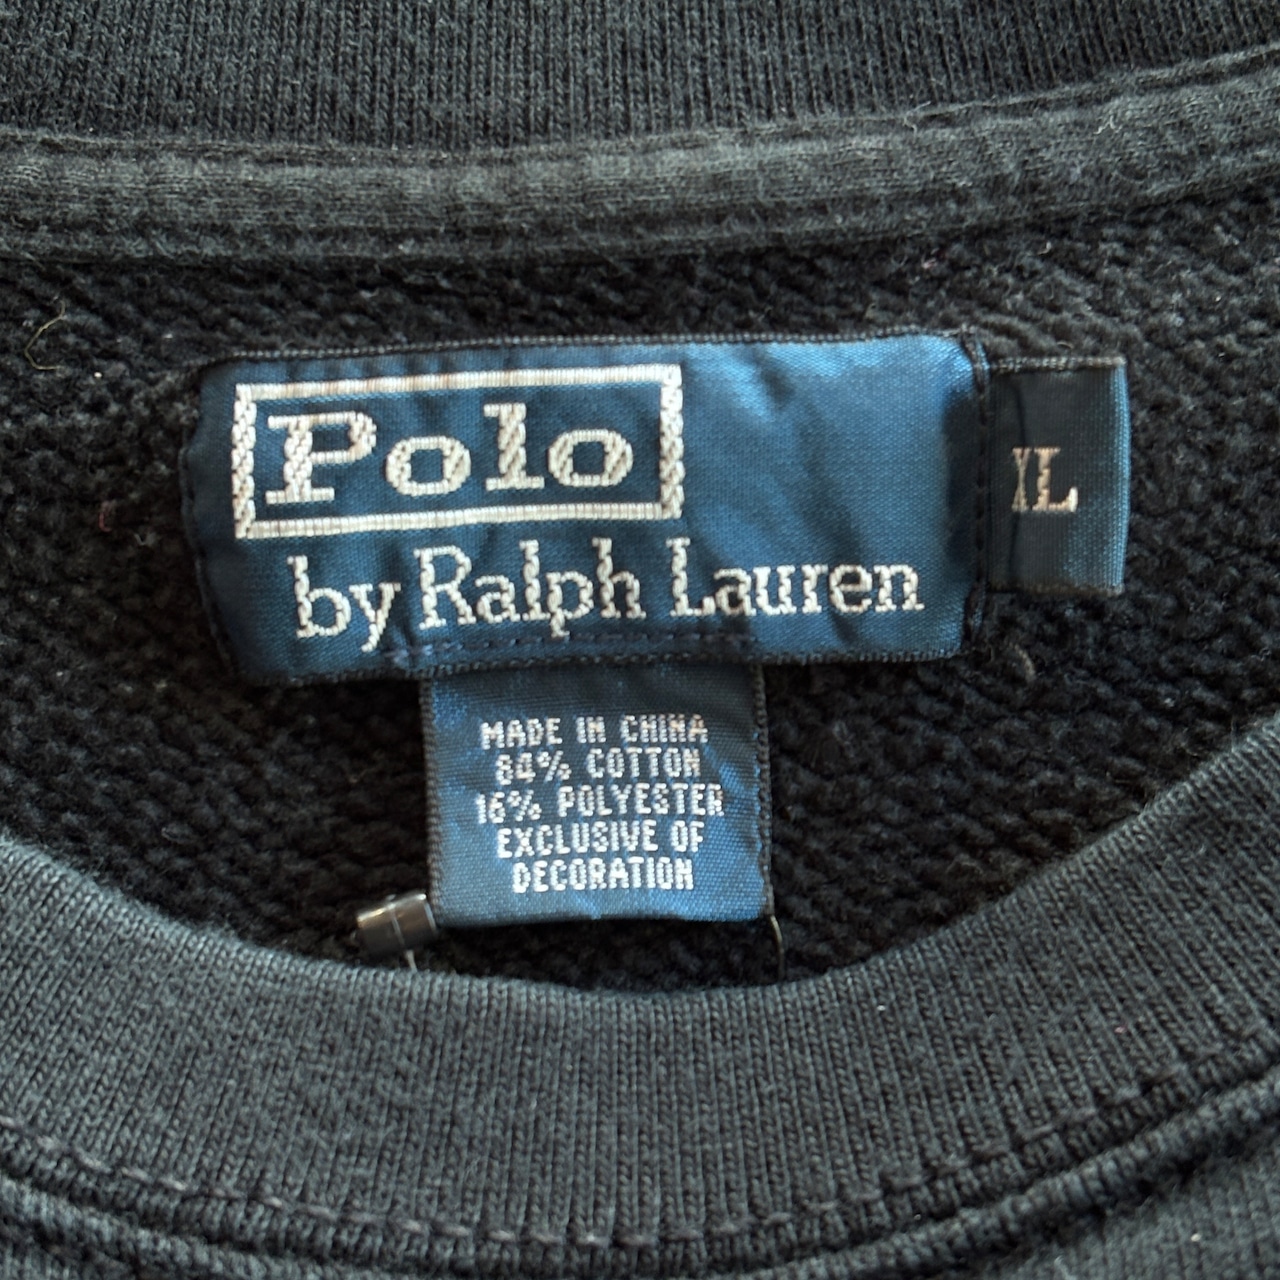 Polo
by Ralph Lauren
XL
MADE IN CHINA
84% COTTON
16% POLYESTER
EXCLUSIVE OF
DECORATION